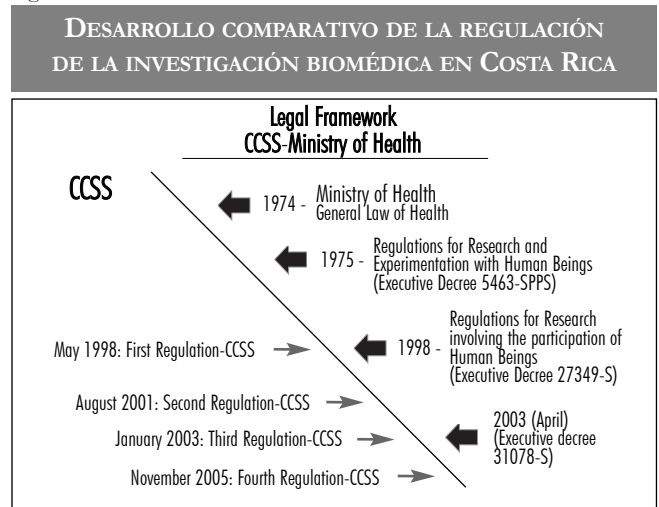 DESARROLLO COMPARATIVO DE LA REGULACIÓN
DE LA INVESTIGACIÓN BIOMÉDICA EN COSTA RICA
Legal Framework
CCSS-Ministry of Health
CCSS
1974 - Ministry of Health
General Law of Health
1975 - Regulations for Research and
Experimentation with Human Beings
(Executive Decree 5463-SPPS)
1998 - Regulations for Research
involving the participation of
Human Beings
(Executive Decree 27349-S)
May 1998: First Regulation-CCSS
August 2001: Second Regulation-CCSS
January 2003: Third Regulation-CCSS
2003 (April)
(Executive decree
31078-S)
November 2005: Fourth Regulation-CCSS